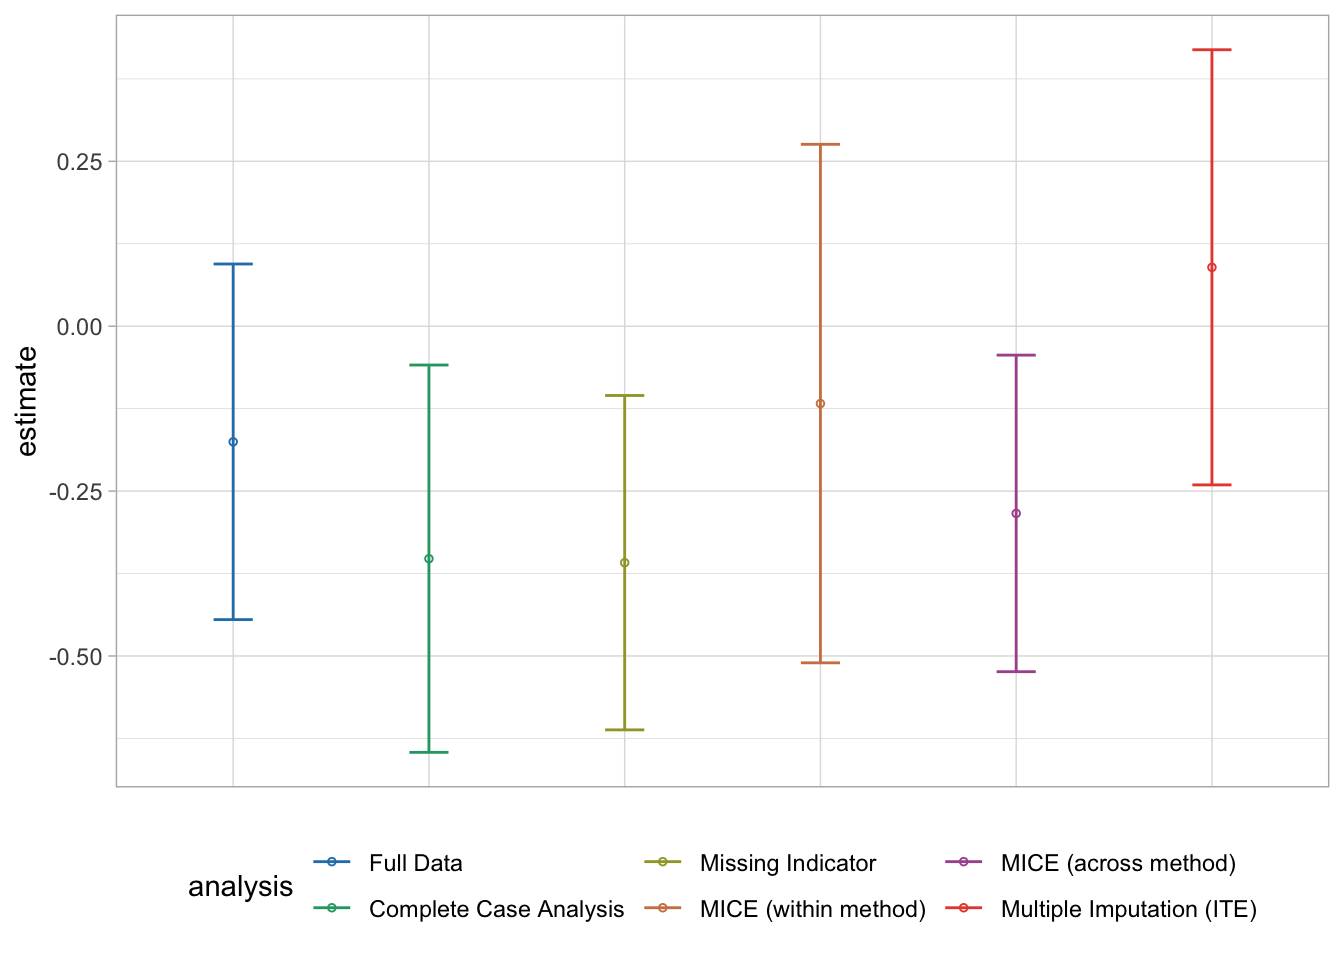 0.25
0.00
-0.25
-0.50
estimate
analysis
Full Data
Missing Indicator
MICE (across method)
Complete Case Analysis
MICE (within method)
Multiple Imputation (ITE)